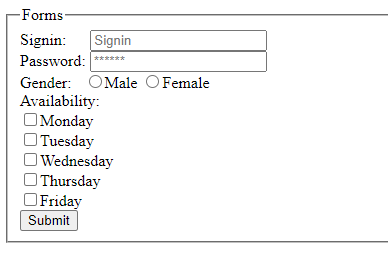 Forms
Signin: Signin
Password: ******
Gender: Male Female
Availability:
Monday
Tuesday
Wednesday
Thursday
Friday
Submit